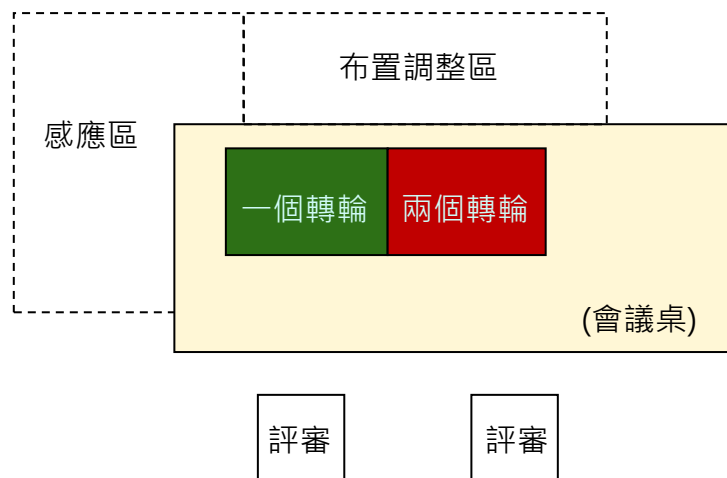 布置調整區
感應區
一個轉輪
兩個轉輪
(會議桌)
評審
評審